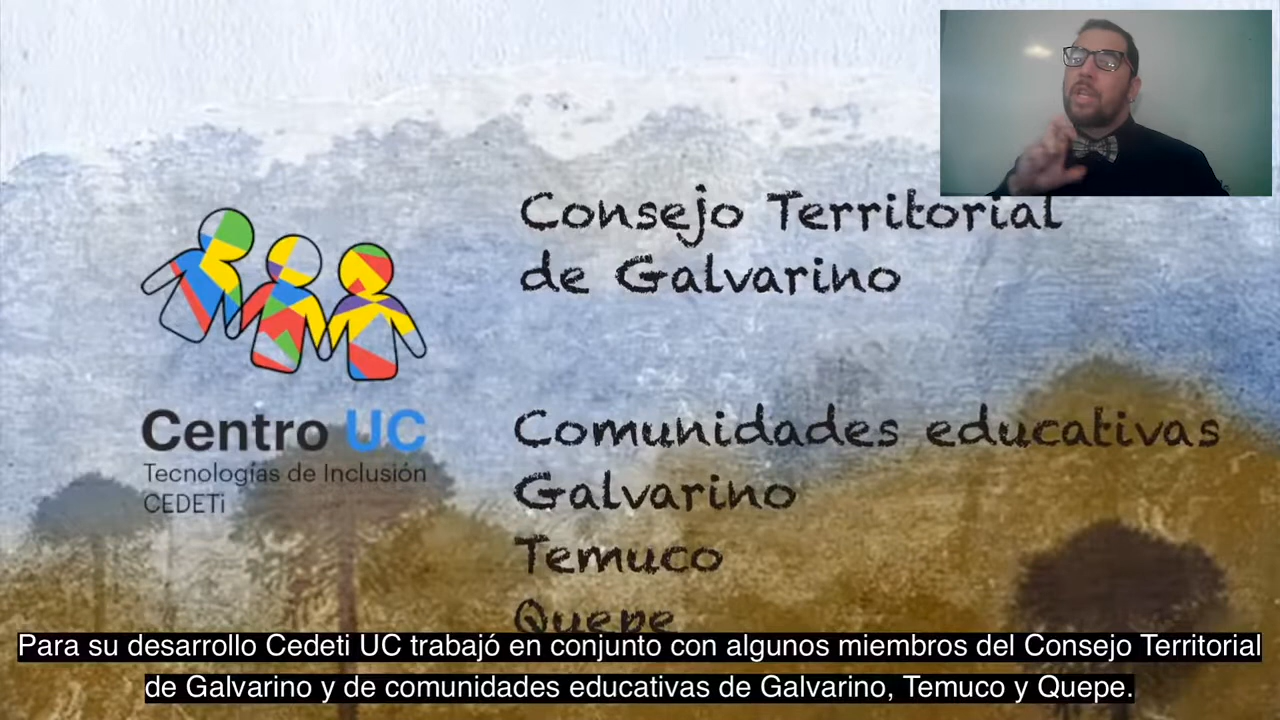 Consejo Territorial
de Galvarino
Centro UC
Tecnologías de Inclusión
CEDETi
Comunidades educativas
Galvarino
Temuco
Quepe
Para su desarrollo Cedeti UC trabajó en conjunto con algunos miembros del Consejo Territorial
de Galvarino y de comunidades educativas de Galvarino, Temuco y Quepe.